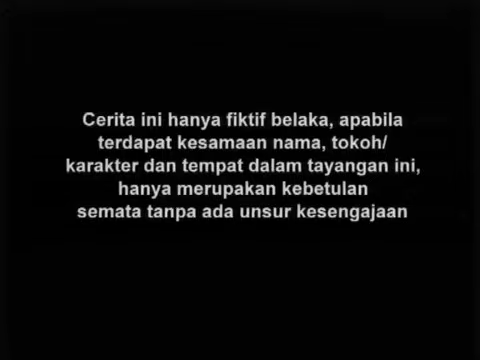 Cerita ini hanya fiktif belaka, apabila
terdapat kesamaan nama, tokoh/
karakter dan tempat dalam tayangan ini,
hanya merupakan kebetulan
semata tanpa ada unsur kesengajaan